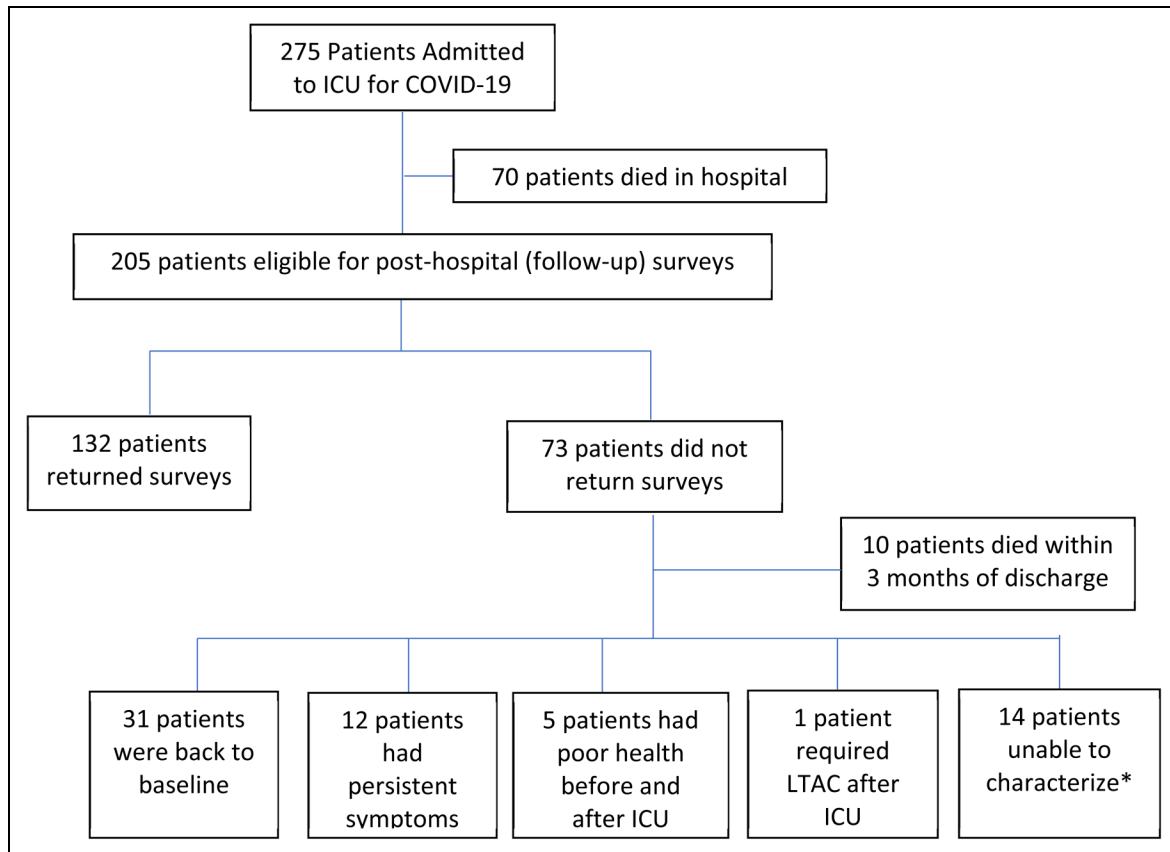 275 Patients Admitted
to ICU for COVID-19
70 patients died in hospital
205 patients eligible for post-hospital (follow-up) surveys
132 patients
returned surveys
73 patients did not
return surveys
10 patients died within
3 months of discharge
31 patients
were back to
baseline
12 patients
had
persistent
symptoms
5 patients had
poor health
before and
after ICU
1 patient
required
LTAC after
ICU
14 patients
unable to
characterize*